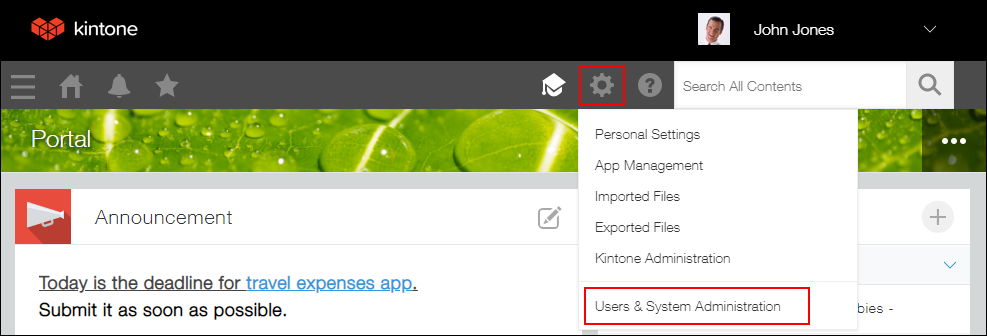 kintone
John Jones
Search All Contents
Portal
Personal Settings
App Management
Imported Files
Exported Files
Kintone Administration
Users & System Administration
Announcement
Today is the deadline for travel expenses app.
Submit it as soon as possible.
bies -